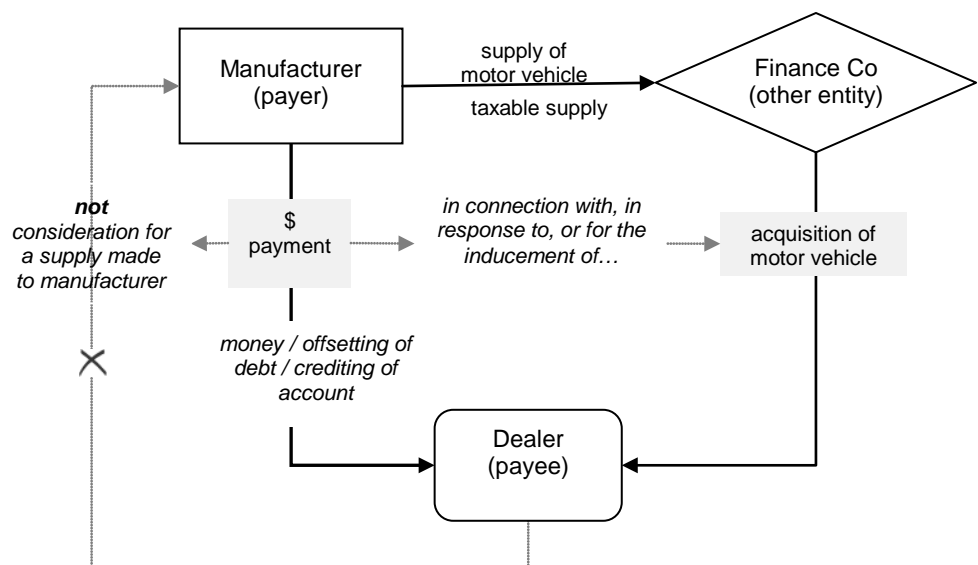 Manufacturer
(payer)
supply of
motor vehicle
taxable supply
Finance Co
(other entity)
not
consideration for
a supply made
to manufacturer
$
payment
in connection with, in
response to, or for the
inducement of…
acquisition of
motor vehicle
money / offsetting of
debt / crediting of
account
Dealer
(payee)